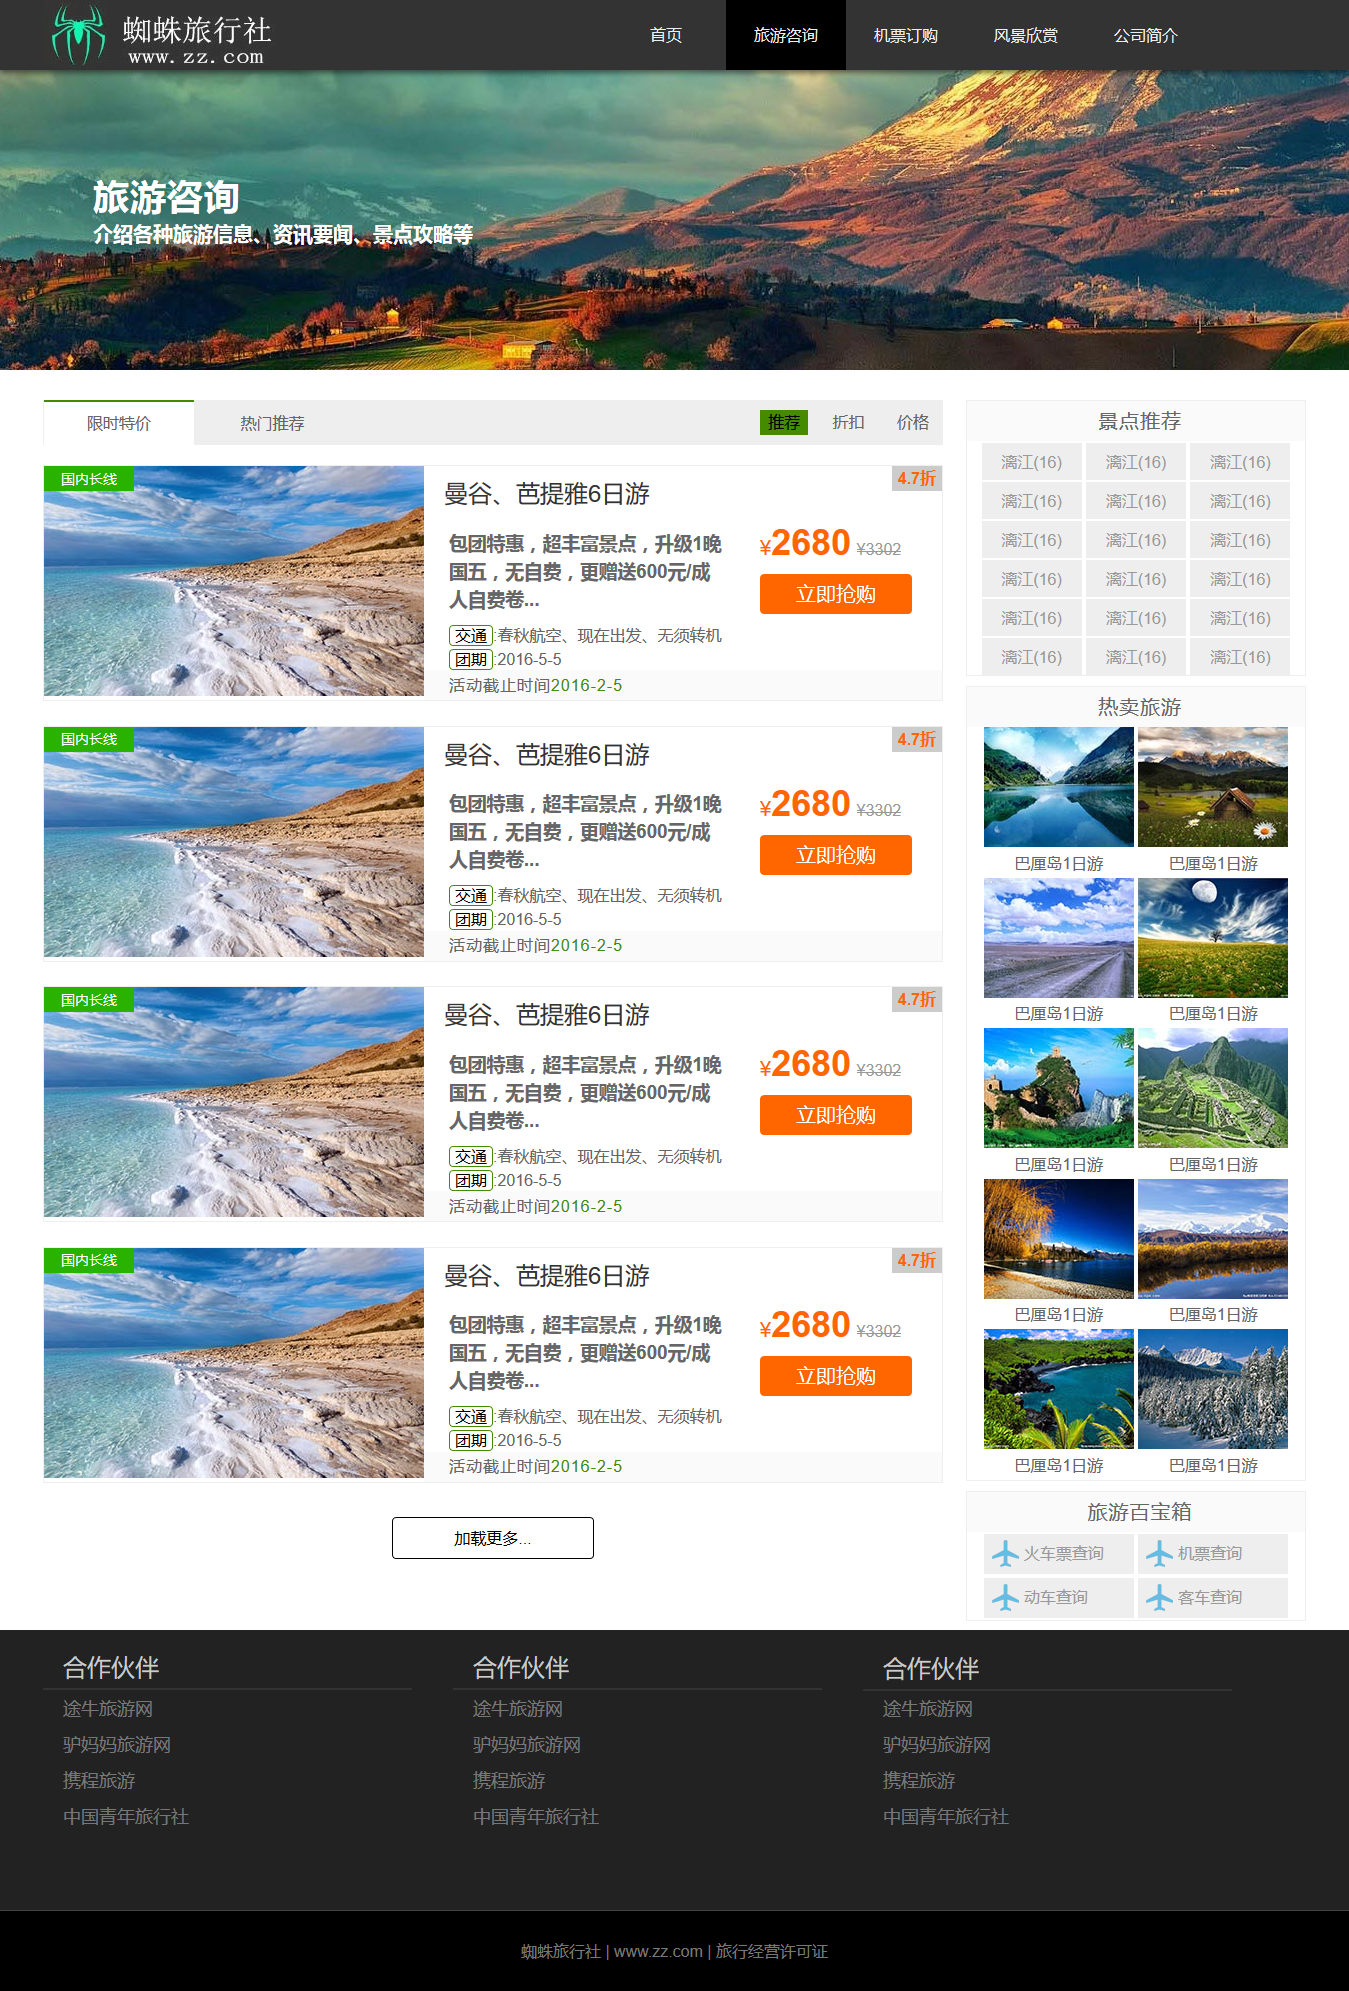 蜘蛛旅行社
www.zz.com
首页 旅游咨询 机票订购 风景欣赏 公司简介
旅游咨询
介绍各种旅游信息、资讯要闻、景点攻略等
限时特价 热门推荐 推荐 折扣 价格
国内长线
曼谷、芭提雅6日游
4.7折
包团特惠，超丰富景点，升级1晚
国五，无自费，更赠送600元/成
人自费卷...
¥2680 ¥3302
立即抢购
交通:春秋航空、现在出发、无须转机
团期:2016-5-5
活动截止时间2016-2-5
国内长线
曼谷、芭提雅6日游
4.7折
包团特惠，超丰富景点，升级1晚
国五，无自费，更赠送600元/成
人自费卷...
¥2680 ¥3302
立即抢购
交通:春秋航空、现在出发、无须转机
团期:2016-5-5
活动截止时间2016-2-5
国内长线
曼谷、芭提雅6日游
4.7折
包团特惠，超丰富景点，升级1晚
国五，无自费，更赠送600元/成
人自费卷...
¥2680 ¥3302
立即抢购
交通:春秋航空、现在出发、无须转机
团期:2016-5-5
活动截止时间2016-2-5
国内长线
曼谷、芭提雅6日游
4.7折
包团特惠，超丰富景点，升级1晚
国五，无自费，更赠送600元/成
人自费卷...
¥2680 ¥3302
立即抢购
交通:春秋航空、现在出发、无须转机
团期:2016-5-5
活动截止时间2016-2-5
加载更多...
景点推荐
漓江(16) 漓江(16) 漓江(16)
漓江(16) 漓江(16) 漓江(16)
漓江(16) 漓江(16) 漓江(16)
漓江(16) 漓江(16) 漓江(16)
漓江(16) 漓江(16) 漓江(16)
漓江(16) 漓江(16) 漓江(16)
热卖旅游
巴厘岛1日游 巴厘岛1日游
巴厘岛1日游 巴厘岛1日游
巴厘岛1日游 巴厘岛1日游
巴厘岛1日游 巴厘岛1日游
巴厘岛1日游 巴厘岛1日游
旅游百宝箱
火车票查询 机票查询
动车查询 客车查询
合作伙伴
途牛旅游网
驴妈妈旅游网
携程旅游
中国青年旅行社
合作伙伴
途牛旅游网
驴妈妈旅游网
携程旅游
中国青年旅行社
合作伙伴
途牛旅游网
驴妈妈旅游网
携程旅游
中国青年旅行社
蜘蛛旅行社 | www.zz.com | 旅行经营许可证